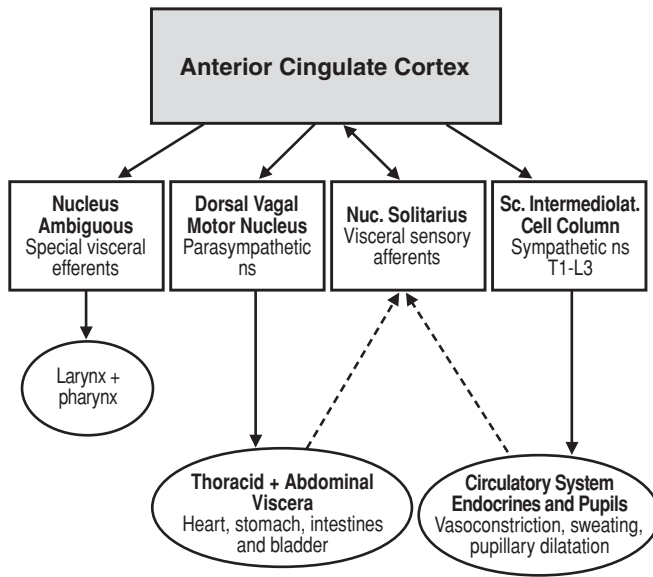 Anterior Cingulate Cortex
Nucleus
Ambiguous
Special visceral
efferents
Dorsal Vagal
Motor Nucleus
Parasympathetic
ns
Nuc. Solitarius
Visceral sensory
afferents
Sc. Intermediolat.
Cell Column
Sympathetic ns
T1-L3
Larynx +
pharynx
Thoracid + Abdominal
Viscera
Heart, stomach, intestines
and bladder
Circulatory System
Endocrines and Pupils
Vasoconstriction, sweating,
pupillary dilatation